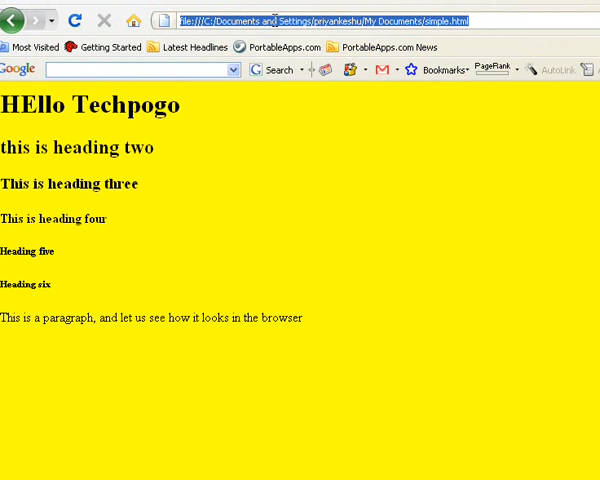 file:///C:/Documents and Settings/priyankeshu/My Documents/simple.html
Most Visited Getting Started Latest Headlines PortableApps.com PortableApps.com News
Google G Search Bookmarks PageRank AutoLink
HEllo Techpogo
this is heading two
This is heading three
This is heading four
Heading five
Heading six
This is a paragraph, and let us see how it looks in the browser